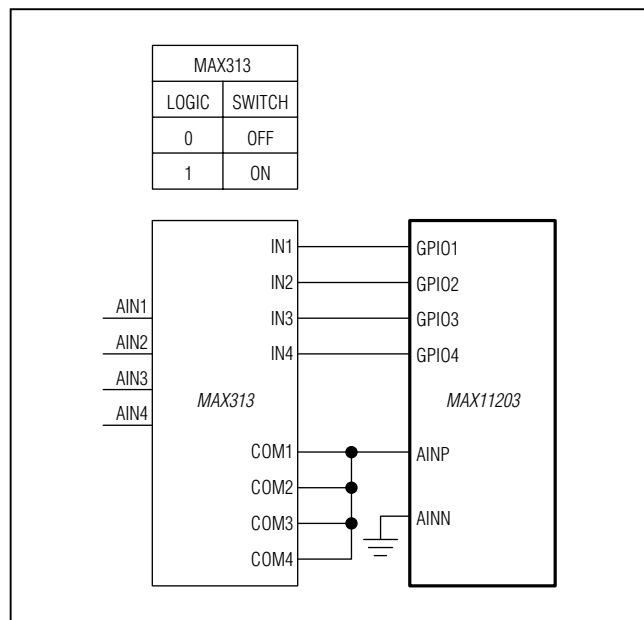 MAX313
LOGIC SWITCH
0 OFF
1 ON
IN1 GPIO1
IN2 GPIO2
AIN1 IN3 GPIO3
AIN2 IN4 GPIO4
AIN3
AIN4 MAX313 MAX11203
COM1 AINP
COM2
COM3 AINN
COM4